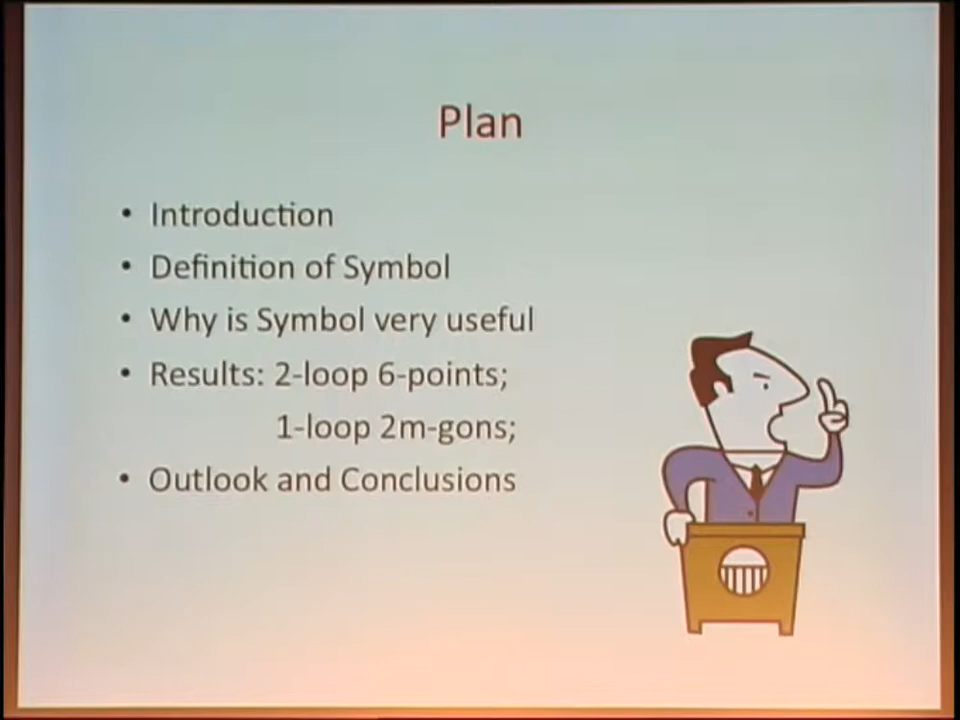 Plan
• Introduction
• Definition of Symbol
• Why is Symbol very useful
• Results: 2-loop 6-points;
1-loop 2m-gons;
• Outlook and Conclusions